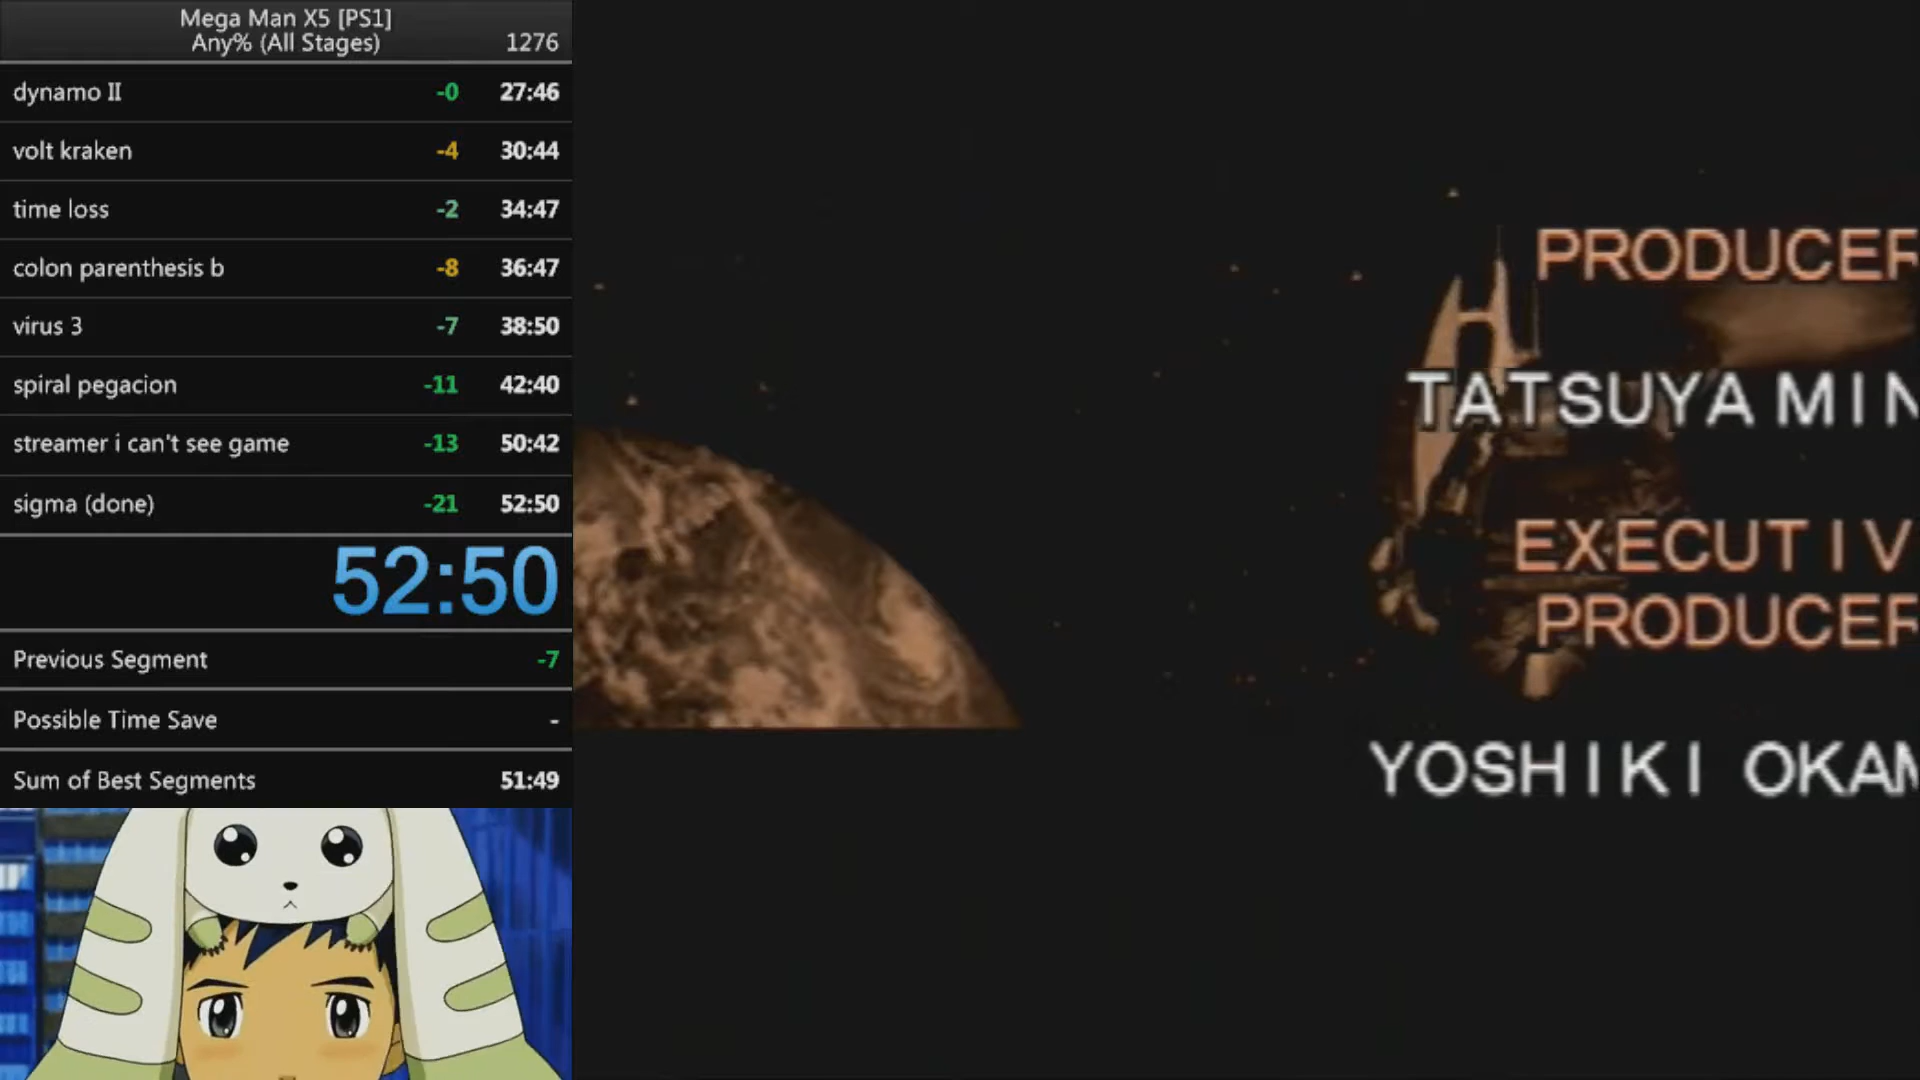 Mega Man X5 [PS1]
Any% (All Stages) 1276
dynamo II -0 27:46
volt kraken -4 30:44
time loss -2 34:47
colon parenthesis b -8 36:47
virus 3 -7 38:50
spiral pegacion -11 42:40
streamer i can't see game -13 50:42
sigma (done) -21 52:50
52:50
Previous Segment -7
Possible Time Save -
Sum of Best Segments 51:49
PRODUCER
TATSUYA MIN
EXECUTIV
PRODUCER
YOSHIKI OKAM